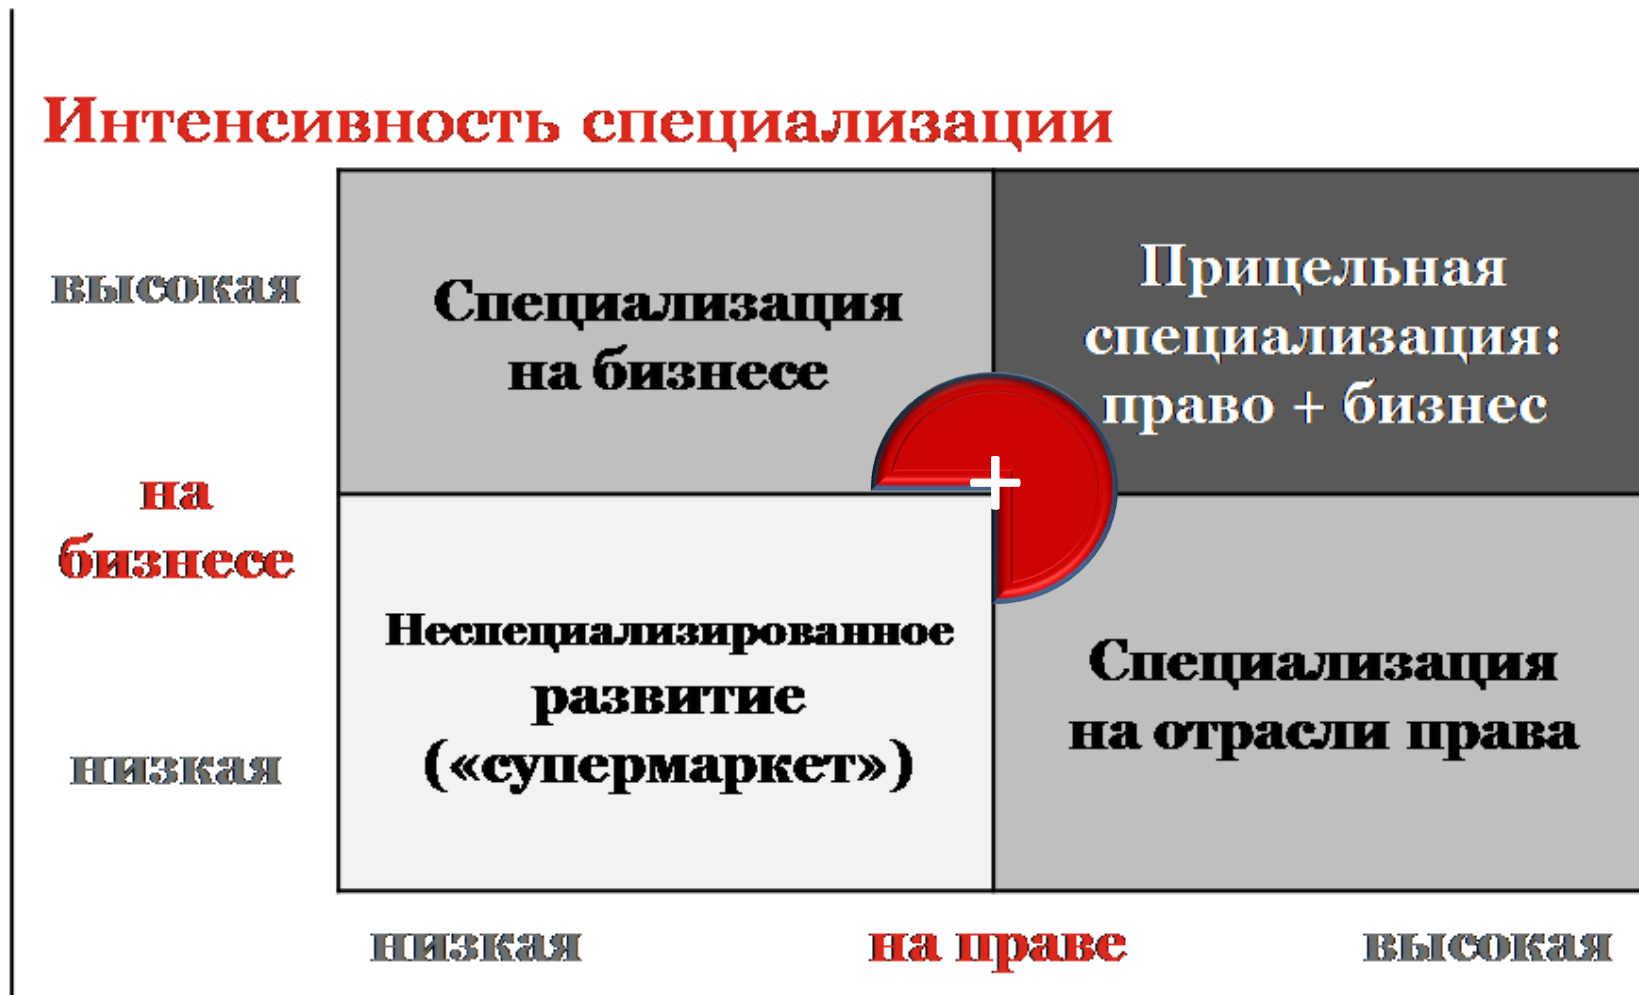 Интенсивность специализации
высокая
Специализация
на бизнесе
Прицельная
специализация:
право + бизнес
на
бизнесе
Неспециализированное
развитие
(«супермаркет»)
Специализация
на отрасли права
низкая
низкая
на праве
высокая